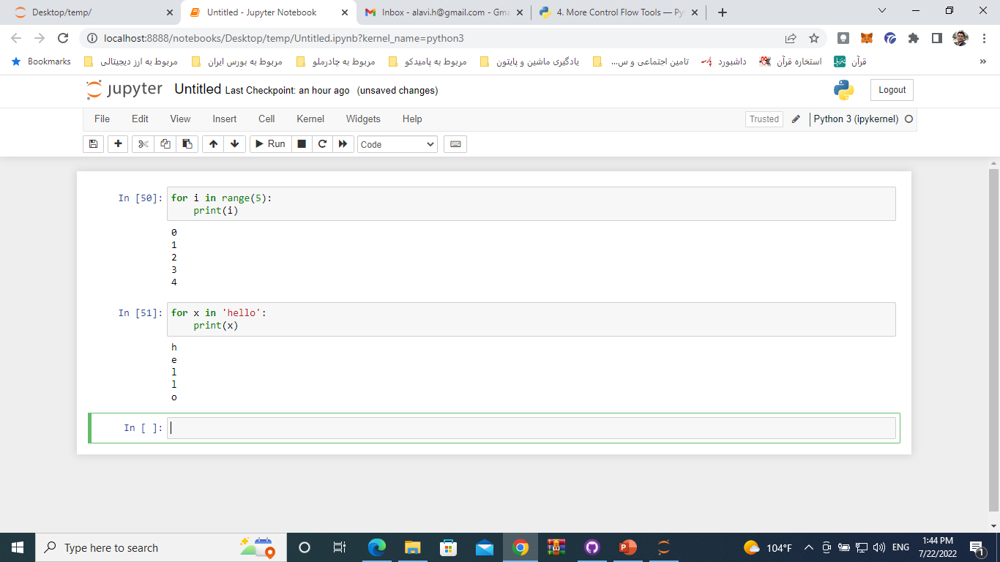 Desktop/temp/
Untitled - Jupyter Notebook
Inbox - alavi.h@gmail.com - Gma
4. More Control Flow Tools — Py
localhost:8888/notebooks/Desktop/temp/Untitled.ipynb?kernel_name=python3
Bookmarks
مربوط به ارز دیجیتالی
مربوط به بورس ایران
مربوط به چادرملو
مربوط به پامیدکو
یادگیری ماشین و پایتون
تامین اجتماعی و س...
داشبورد
استخاره قرآن
قرآن
»
jupyter Untitled Last Checkpoint: an hour ago (unsaved changes)
Logout
File Edit View Insert Cell Kernel Widgets Help
Trusted
Python 3 (ipykernel)
Run
Code
In [50]: for i in range(5):
print(i)
0
1
2
3
4
In [51]: for x in 'hello':
print(x)
h
e
l
l
o
In [ ]:
Type here to search
104°F
ENG
1:44 PM
7/22/2022
1